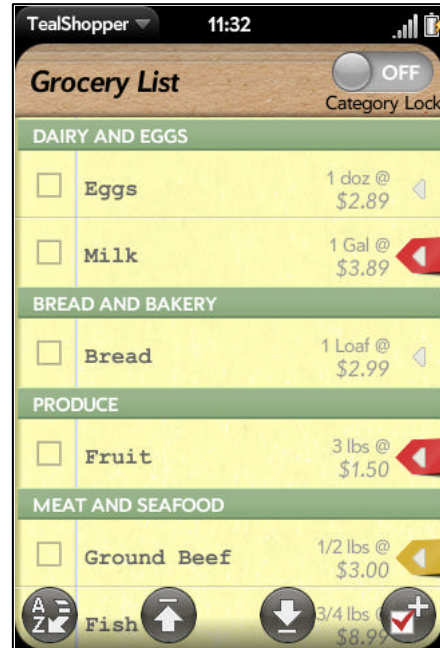 TealShopper 11:32
Grocery List
OFF
Category Lock
DAIRY AND EGGS
Eggs
1 doz @
$2.89
Milk
1 Gal @
$3.89
BREAD AND BAKERY
Bread
1 Loaf @
$2.99
PRODUCE
Fruit
3 lbs @
$1.50
MEAT AND SEAFOOD
Ground Beef
1/2 lbs @
$3.00
A
Z
Fish
3/4 lbs
$8.99